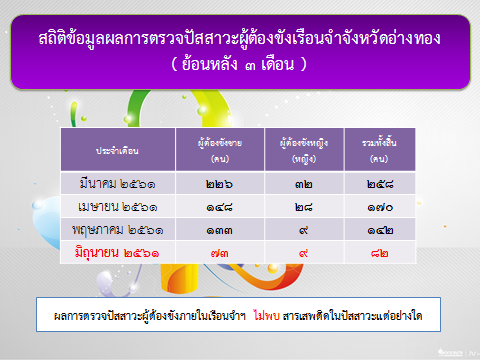 สถิติข้อมูลผลการตรวจปัสสาวะผู้ต้องขังเรือนจำจังหวัดอ่างทอง
( ย้อนหลัง ๓ เดือน )
ประจำเดือน ผู้ต้องขังชาย (คน) ผู้ต้องขังหญิง (หญิง) รวมทั้งสิ้น (คน)
มีนาคม ๒๕๖๑ ๒๒๖ ๓๒ ๒๕๘
เมษายน ๒๕๖๑ ๑๔๘ ๒๘ ๑๗๐
พฤษภาคม ๒๕๖๑ ๑๓๓ ๙ ๑๔๒
มิถุนายน ๒๕๖๑ ๗๓ ๙ ๘๒
ผลการตรวจปัสสาวะผู้ต้องขังภายในเรือนจำฯ ไม่พบ สารเสพติดในปัสสาวะแต่อย่างใด